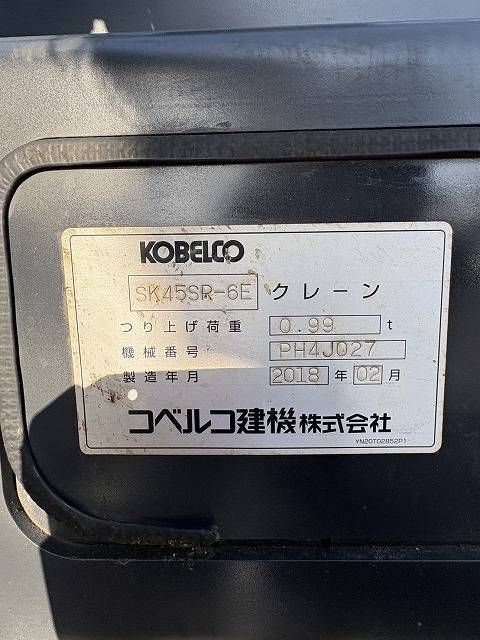 KOBELCO
SK45SR-6E クレーン
つり上げ荷重 0.99 t
機械番号 PH4J027
製造年月 2018 年 02 月
コベルコ建機株式会社
YN20T02852P1